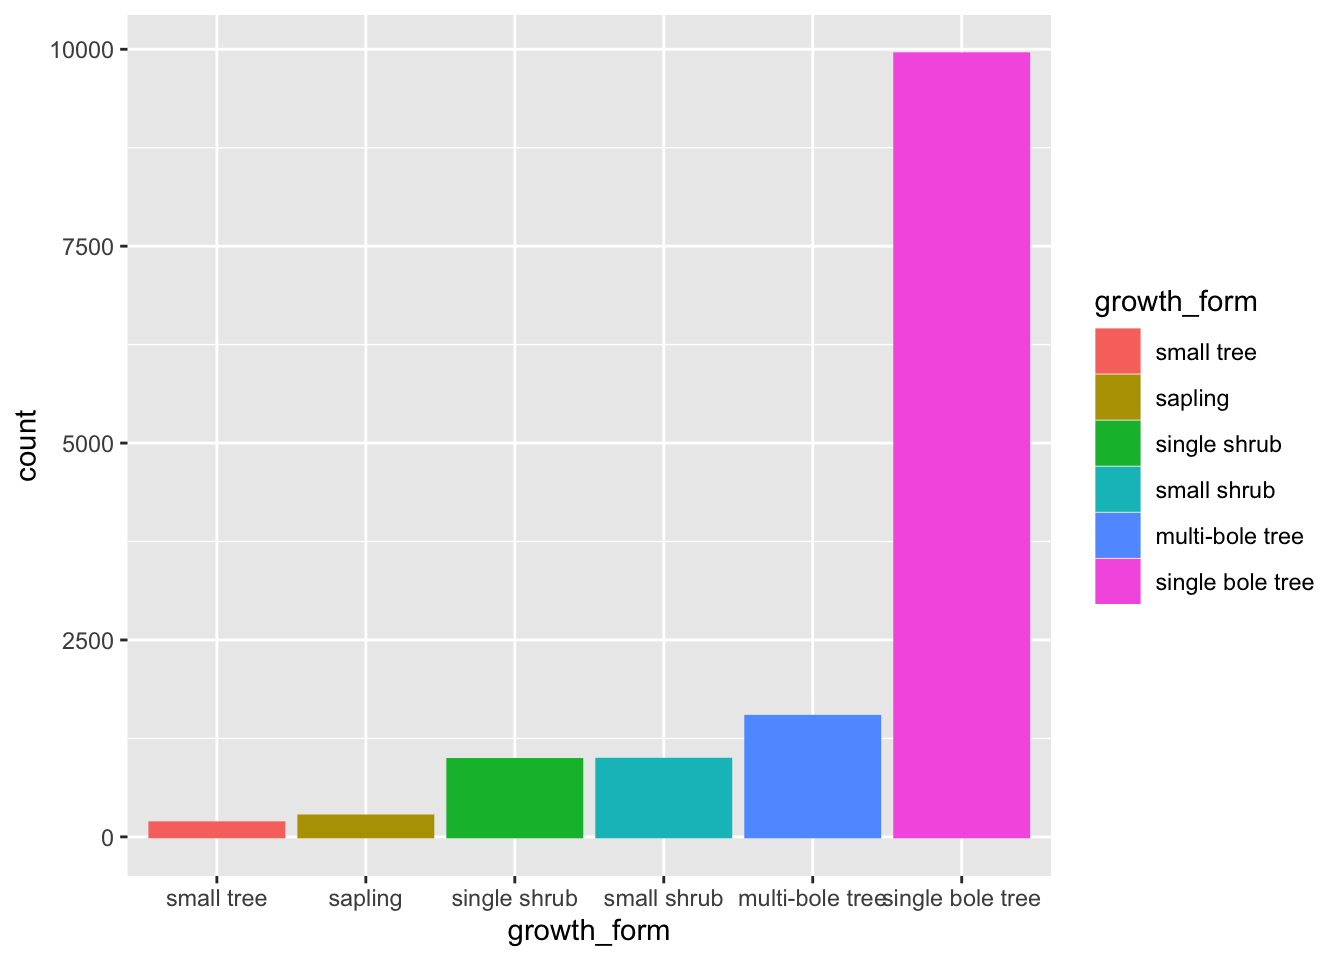 10000
7500
5000
2500
0
count
small tree sapling single shrub small shrub multi-bole tree single bole tree
growth_form
growth_form
small tree
sapling
single shrub
small shrub
multi-bole tree
single bole tree